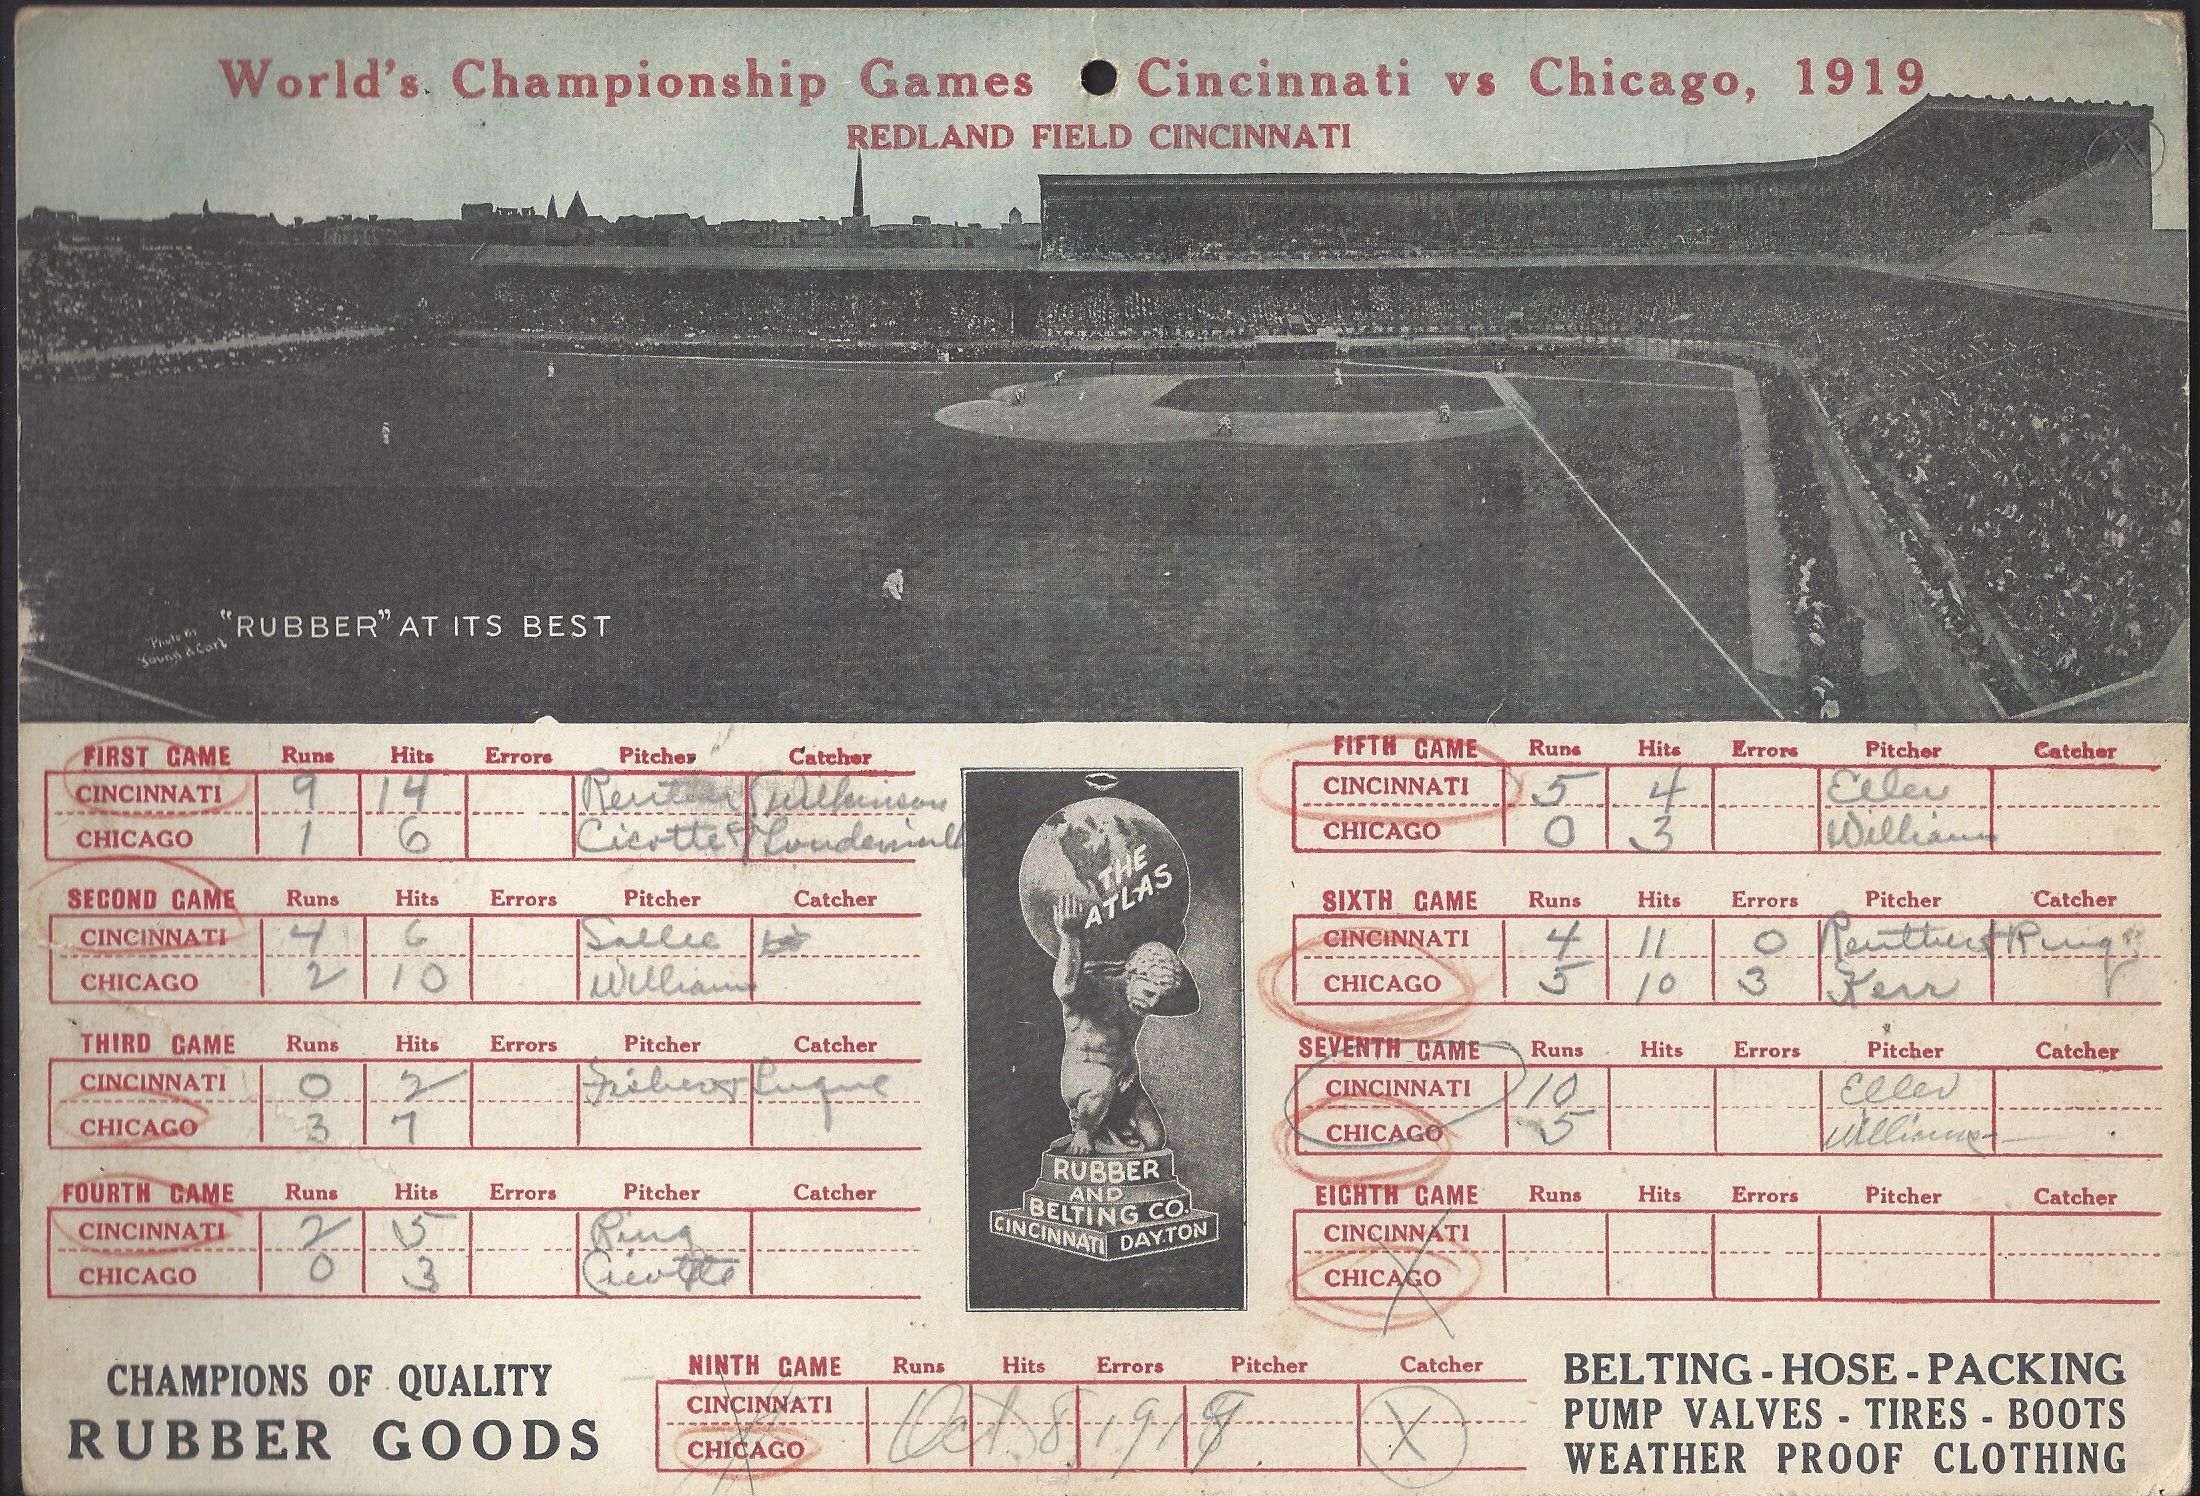 World's Championship Games Cincinnati vs Chicago, 1919
REDLAND FIELD CINCINNATI
"RUBBER" AT ITS BEST
Photo by
Young & Carl
FIRST GAME Runs Hits Errors Pitcher Catcher
CINCINNATI 9 14 Reuther Wilkinson
CHICAGO 1 6 Cicotte &
SECOND GAME Runs Hits Errors Pitcher Catcher
CINCINNATI 4 6 Sallee
CHICAGO 2 10 Williams
THIRD GAME Runs Hits Errors Pitcher Catcher
CINCINNATI 0 2 Fisher + Luque
CHICAGO 3 7
FOURTH GAME Runs Hits Errors Pitcher Catcher
CINCINNATI 2 5 Ring
CHICAGO 0 3 Cicotte
THE
ATLAS
RUBBER
AND
BELTING CO.
CINCINNATI DAYTON
FIFTH GAME Runs Hits Errors Pitcher Catcher
CINCINNATI 5 4 Eller
CHICAGO 0 3 Williams
SIXTH GAME Runs Hits Errors Pitcher Catcher
CINCINNATI 4 11 0 Reuther + Ring
CHICAGO 5 10 3 Kerr
SEVENTH GAME Runs Hits Errors Pitcher Catcher
CINCINNATI 10 Eller
CHICAGO 5 Williams
EIGHTH GAME Runs Hits Errors Pitcher Catcher
CINCINNATI
CHICAGO
CHAMPIONS OF QUALITY
RUBBER GOODS
NINTH GAME Runs Hits Errors Pitcher Catcher
CINCINNATI
CHICAGO Oct 8 1919 X
BELTING - HOSE - PACKING
PUMP VALVES - TIRES - BOOTS
WEATHER PROOF CLOTHING